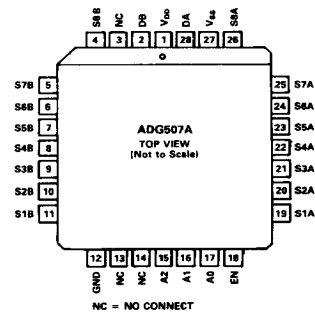 S8B NC DB VDD DA VSS S8A
4 3 2 1 28 27 26
S7B 5 25 S7A
S6B 6 24 S6A
ADG507A
S5B 7 23 S5A
TOP VIEW
S4B 8 22 S4A
(Not to Scale)
S3B 9 21 S3A
S2B 10 20 S2A
S1B 11 19 S1A
12 13 14 15 16 17 18
GND NC NC A2 A1 A0 EN
NC = NO CONNECT